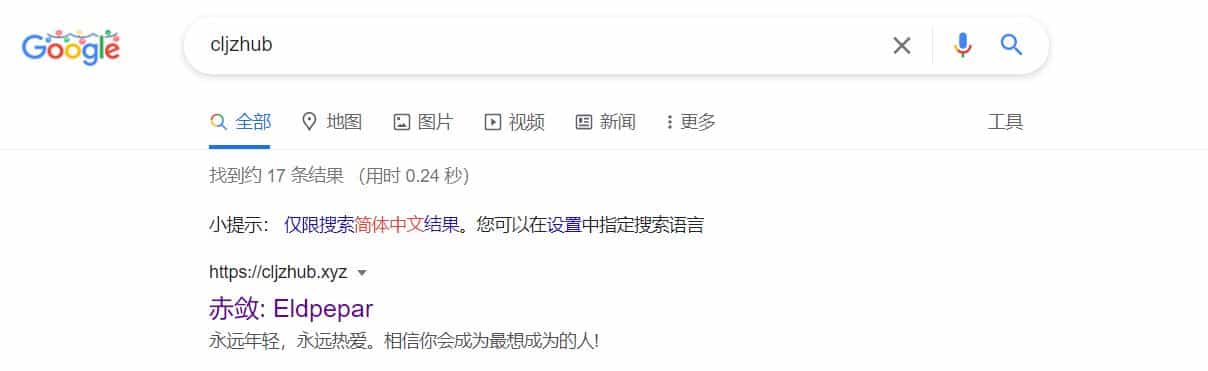 Google
cljzhub
全部 地图 图片 视频 新闻 更多 工具
找到约 17 条结果 （用时 0.24 秒）
小提示： 仅限搜索简体中文结果。您可以在设置中指定搜索语言
https://cljzhub.xyz
赤敛: Eldpepar
永远年轻，永远热爱。相信你会成为最想成为的人!